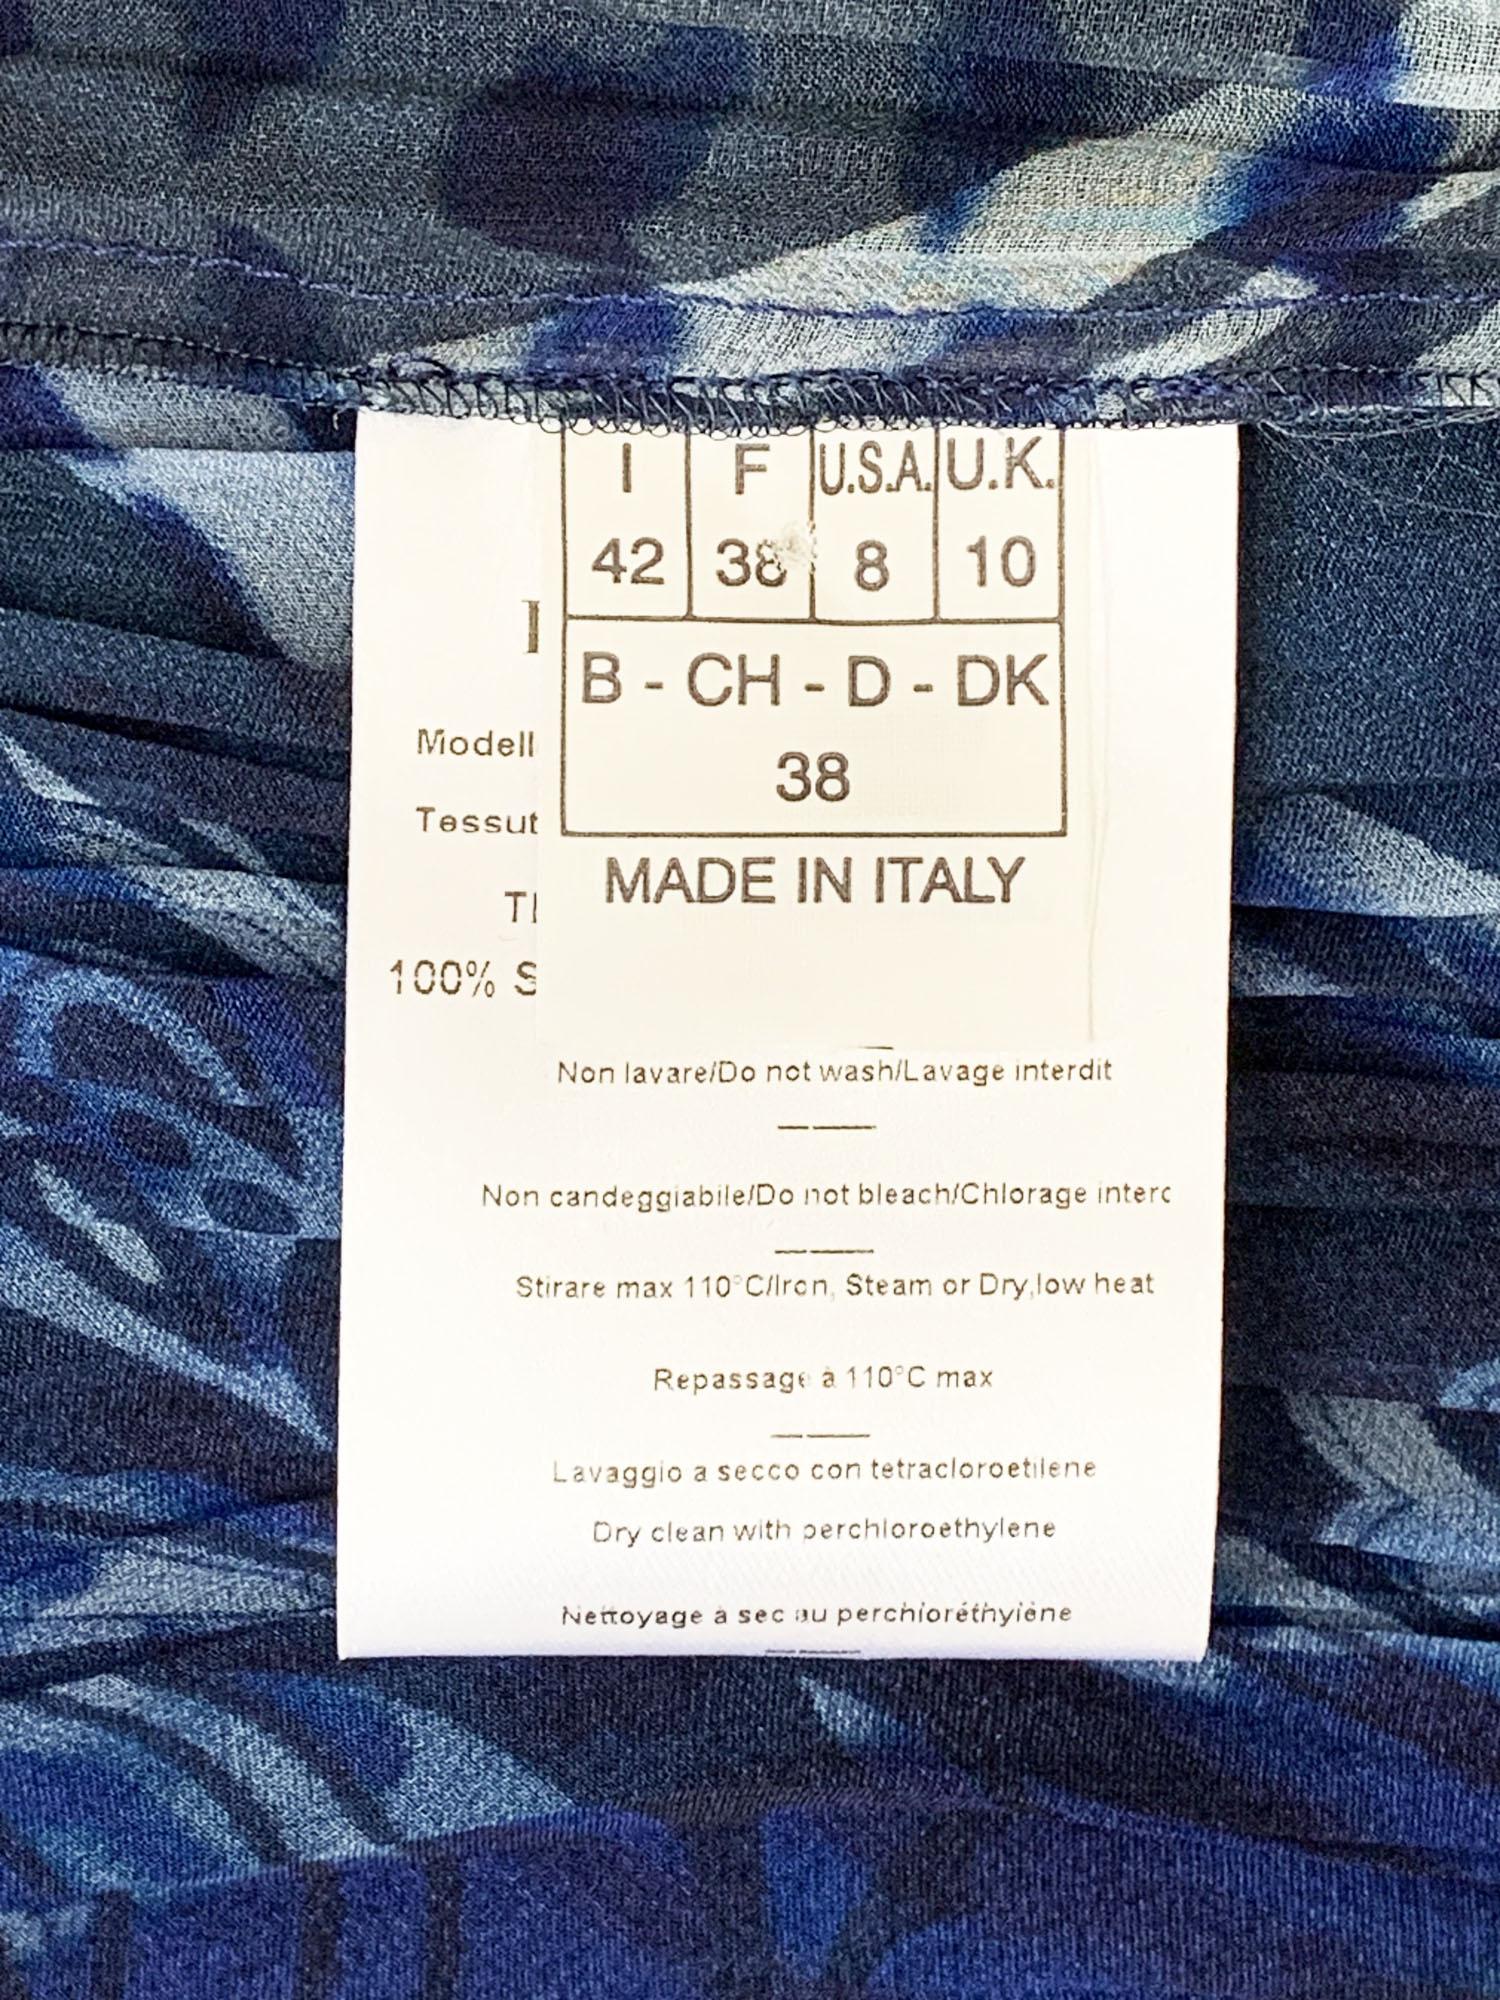 I F U.S.A. U.K.
42 38 8 10
B - CH - D - DK
38
MADE IN ITALY
Modell
Tessut
100% S
Non lavare/Do not wash/Lavage interdit
Non candeggiabile/Do not bleach/Chlorage interc
Stirare max 110°C/Iron, Steam or Dry,low heat
Repassage à 110°C max
Lavaggio a secco con tetracloroetilene
Dry clean with perchloroethylene
Nettoyage à sec au perchloréthylène